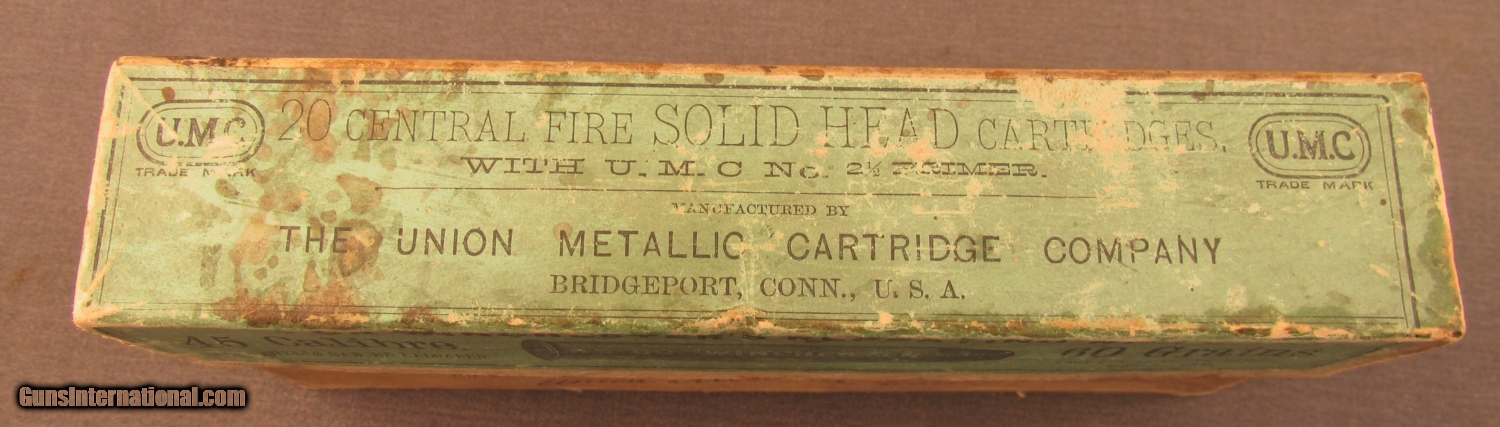 U.M.C
TRADE MARK
20 CENTRAL FIRE SOLID HEAD CARTRIDGES.
WITH U.M.C No. 2½ PRIMER.
U.M.C
TRADE MARK
MANUFACTURED BY
THE UNION METALLIC CARTRIDGE COMPANY
BRIDGEPORT, CONN., U. S. A.
45 Calibre.
60 Grains
GunsInternational.com